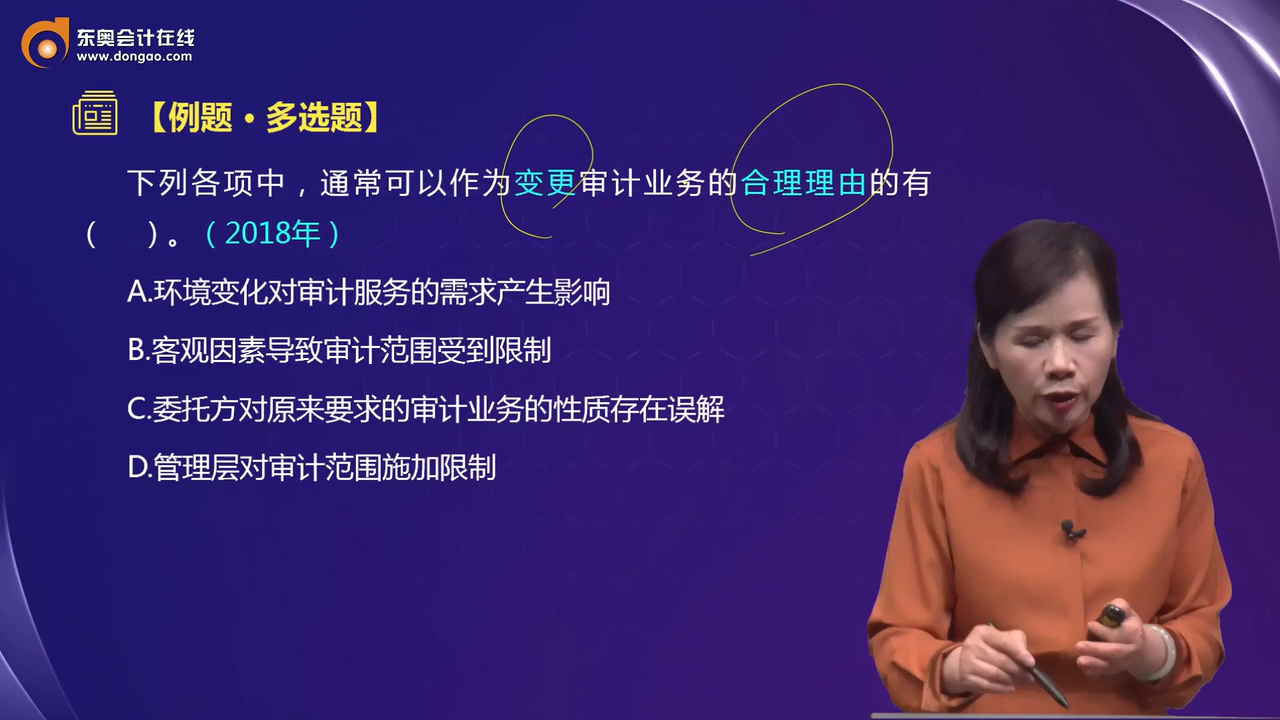 东奥会计在线
www.dongao.com
【例题·多选题】
下列各项中，通常可以作为变更审计业务的合理理由的有
（ ）。（2018年）
A.环境变化对审计服务的需求产生影响
B.客观因素导致审计范围受到限制
C.委托方对原来要求的审计业务的性质存在误解
D.管理层对审计范围施加限制